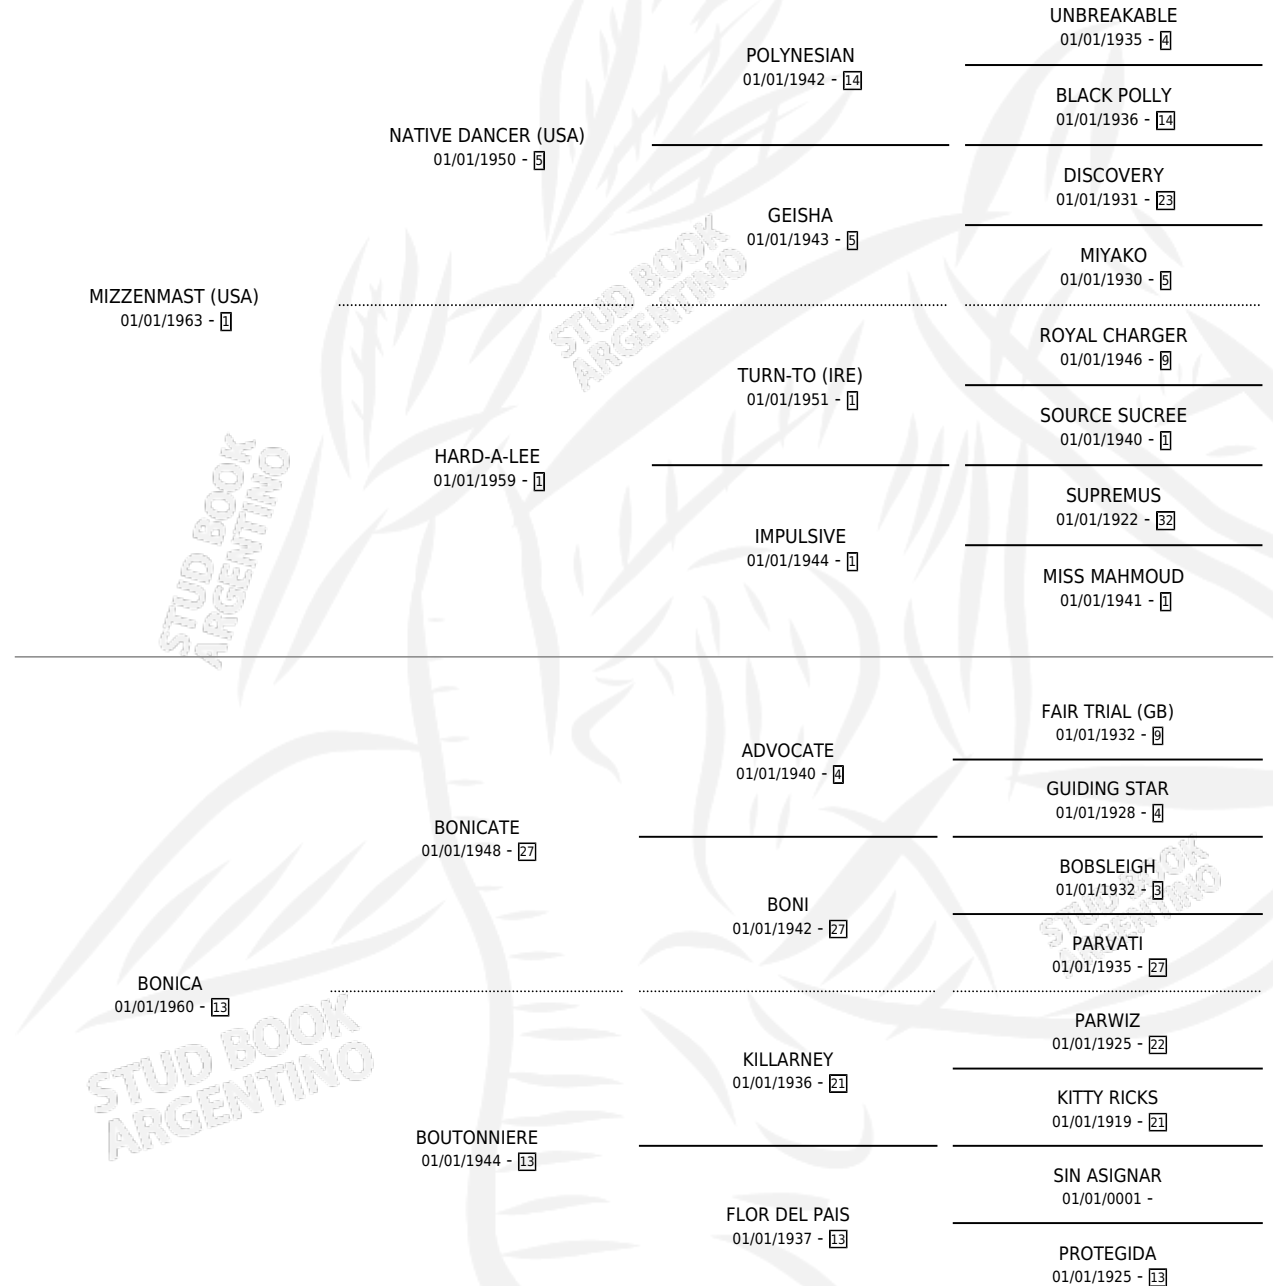 UNBREAKABLE
01/01/1935 - 4
POLYNESIAN
01/01/1942 - 14
BLACK POLLY
01/01/1936 - 14
NATIVE DANCER (USA)
01/01/1950 - 5
DISCOVERY
01/01/1931 - 23
GEISHA
01/01/1943 - 5
MIYAKO
01/01/1930 - 5
MIZZENMAST (USA)
01/01/1963 - 1
ROYAL CHARGER
01/01/1946 - 9
TURN-TO (IRE)
01/01/1951 - 1
SOURCE SUCREE
01/01/1940 - 1
HARD-A-LEE
01/01/1959 - 1
SUPREMUS
01/01/1922 - 32
IMPULSIVE
01/01/1944 - 1
MISS MAHMOUD
01/01/1941 - 1
STUD BOOK
ARGENTINO
STUD BOOK
ARGENTINO
FAIR TRIAL (GB)
01/01/1932 - 9
ADVOCATE
01/01/1940 - 4
GUIDING STAR
01/01/1928 - 4
BONICATE
01/01/1948 - 27
BOBSLEIGH
01/01/1932 - 3
BONI
01/01/1942 - 27
PARVATI
01/01/1935 - 27
BONICA
01/01/1960 - 13
PARWIZ
01/01/1925 - 22
KILLARNEY
01/01/1936 - 21
KITTY RICKS
01/01/1919 - 21
BOUTONNIERE
01/01/1944 - 13
SIN ASIGNAR
01/01/0001 -
FLOR DEL PAIS
01/01/1937 - 13
PROTEGIDA
01/01/1925 - 13
STUD BOOK
ARGENTINO
STUD BOOK
ARGENTINO